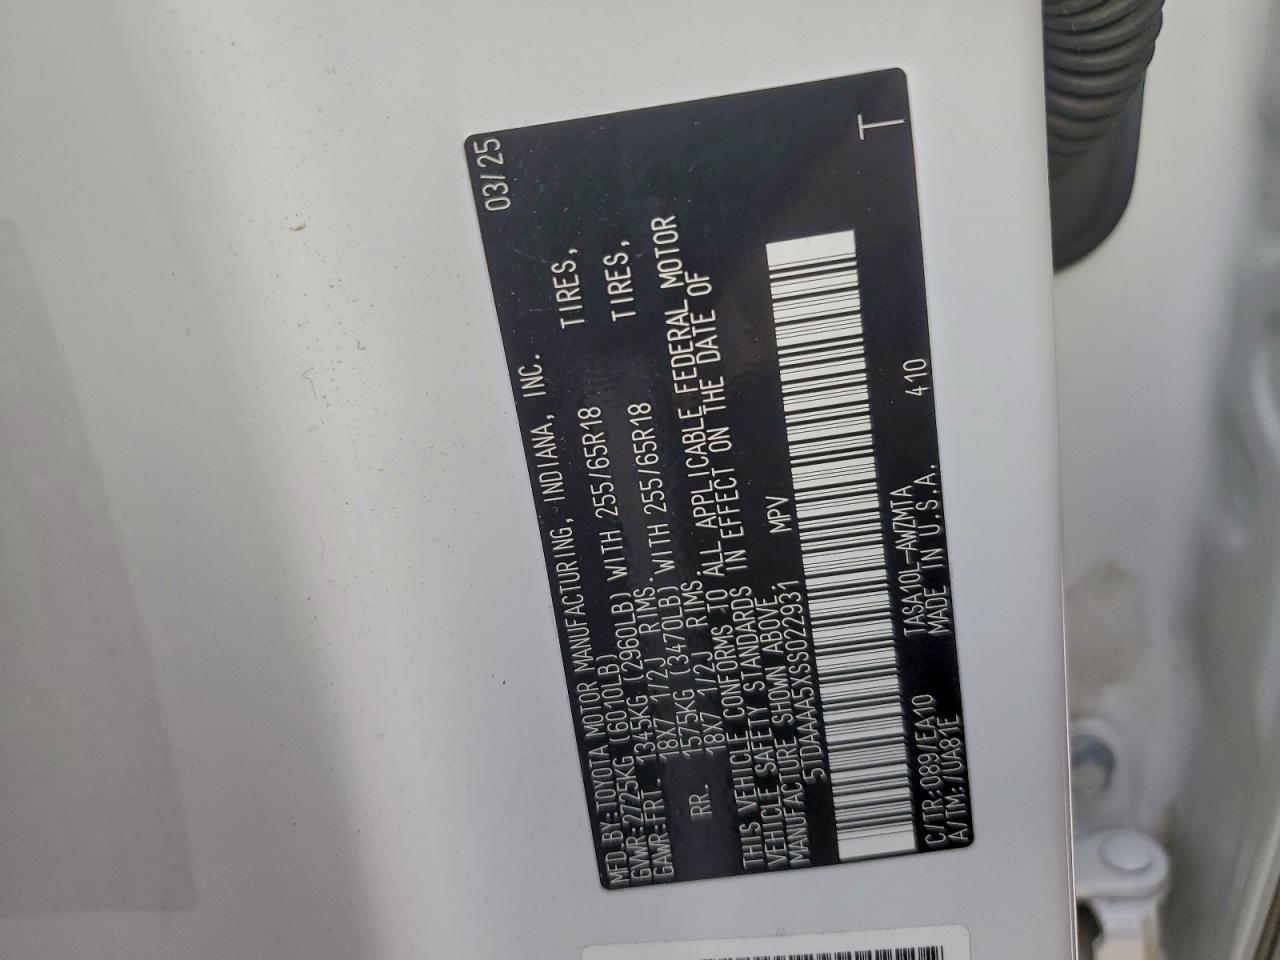 MFD BY:TOYOTA MOTOR MANUFACTURING, INDIANA, INC. 03/25
GVWR:2725KG (6010LB)
GAWR:FRT. 1345KG (2960LB) WITH 255/65R18 TIRES,
18X7 1/2J RIMS.
RR. 1575KG (3470LB) WITH 255/65R18 TIRES,
18X7 1/2J RIMS.
THIS VEHICLE CONFORMS TO ALL APPLICABLE FEDERAL MOTOR
VEHICLE SAFETY STANDARDS IN EFFECT ON THE DATE OF
MANUFACTURE SHOWN ABOVE.
5TDAAAA5XSS022931 MPV
C/TR:089/EA10 TASA10L-AWZMTA
A/TM:/UA81E MADE IN U.S.A. 410
T